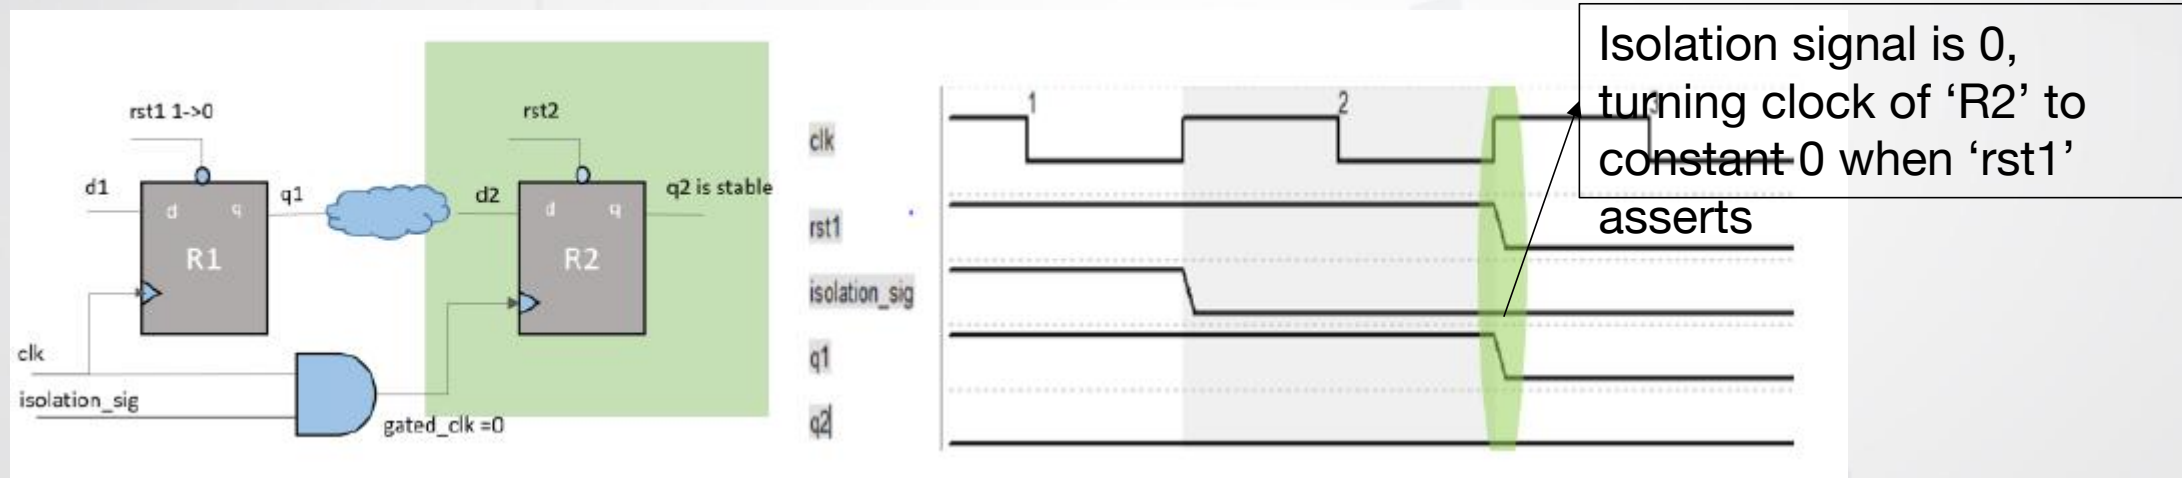 rst1 1->0
rst2
d1
q1
d2
q2 is stable
d
q
d
q
R1
R2
clk
isolation_sig
gated_clk =0
clk
rst1
isolation_sig
q1
q2
1
2
3
Isolation signal is 0,
turning clock of ‘R2’ to
constant 0 when ‘rst1’
asserts